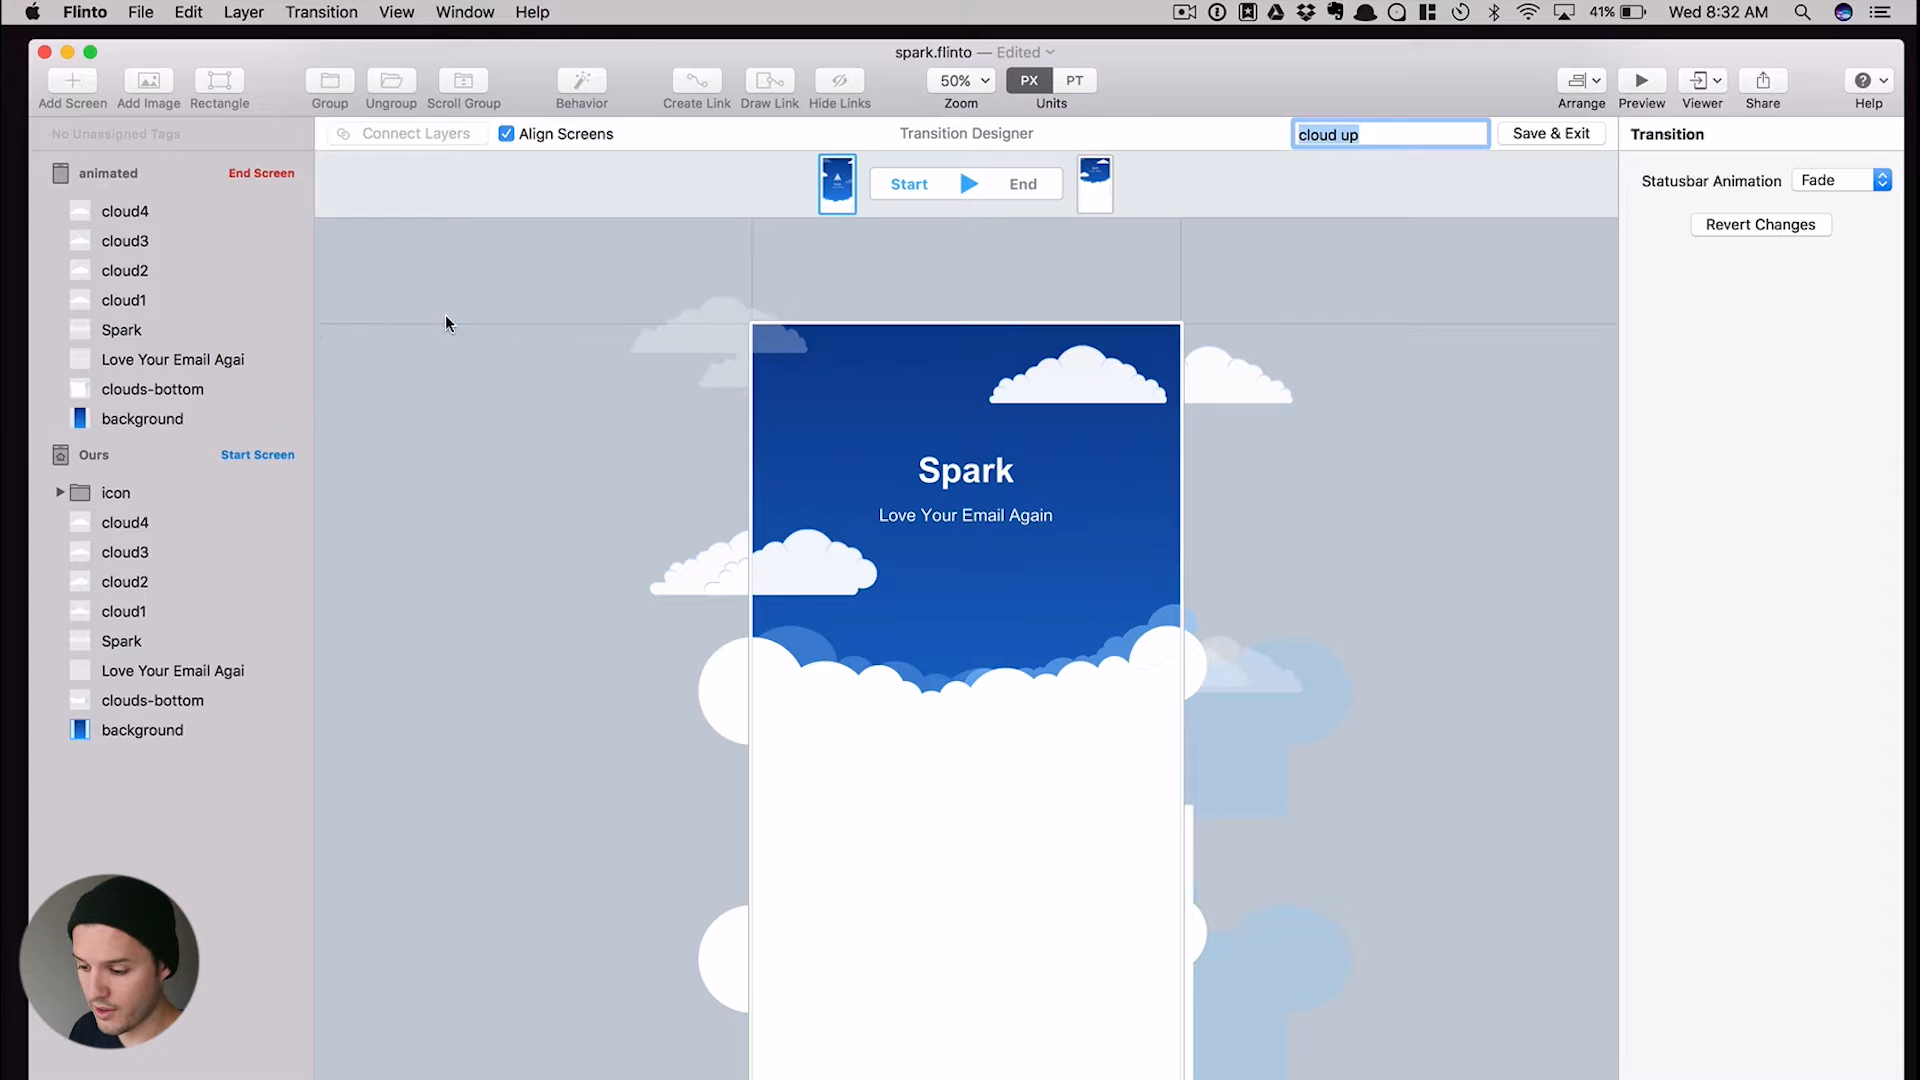 Flinto File Edit Layer Transition View Window Help 41% Wed 8:32 AM
spark.flinto — Edited
50% PX PT
Add Screen Add Image Rectangle Group Ungroup Scroll Group Behavior Create Link Draw Link Hide Links Zoom Units Arrange Preview Viewer Share Help
No Unassigned Tags Connect Layers Align Screens Transition Designer cloud up Save & Exit Transition
animated End Screen
Start End
Statusbar Animation Fade
Revert Changes
cloud4
cloud3
cloud2
cloud1
Spark
Love Your Email Agai
clouds-bottom
background
Ours Start Screen
icon
cloud4
cloud3
cloud2
cloud1
Spark
Love Your Email Agai
clouds-bottom
background
Spark
Love Your Email Again